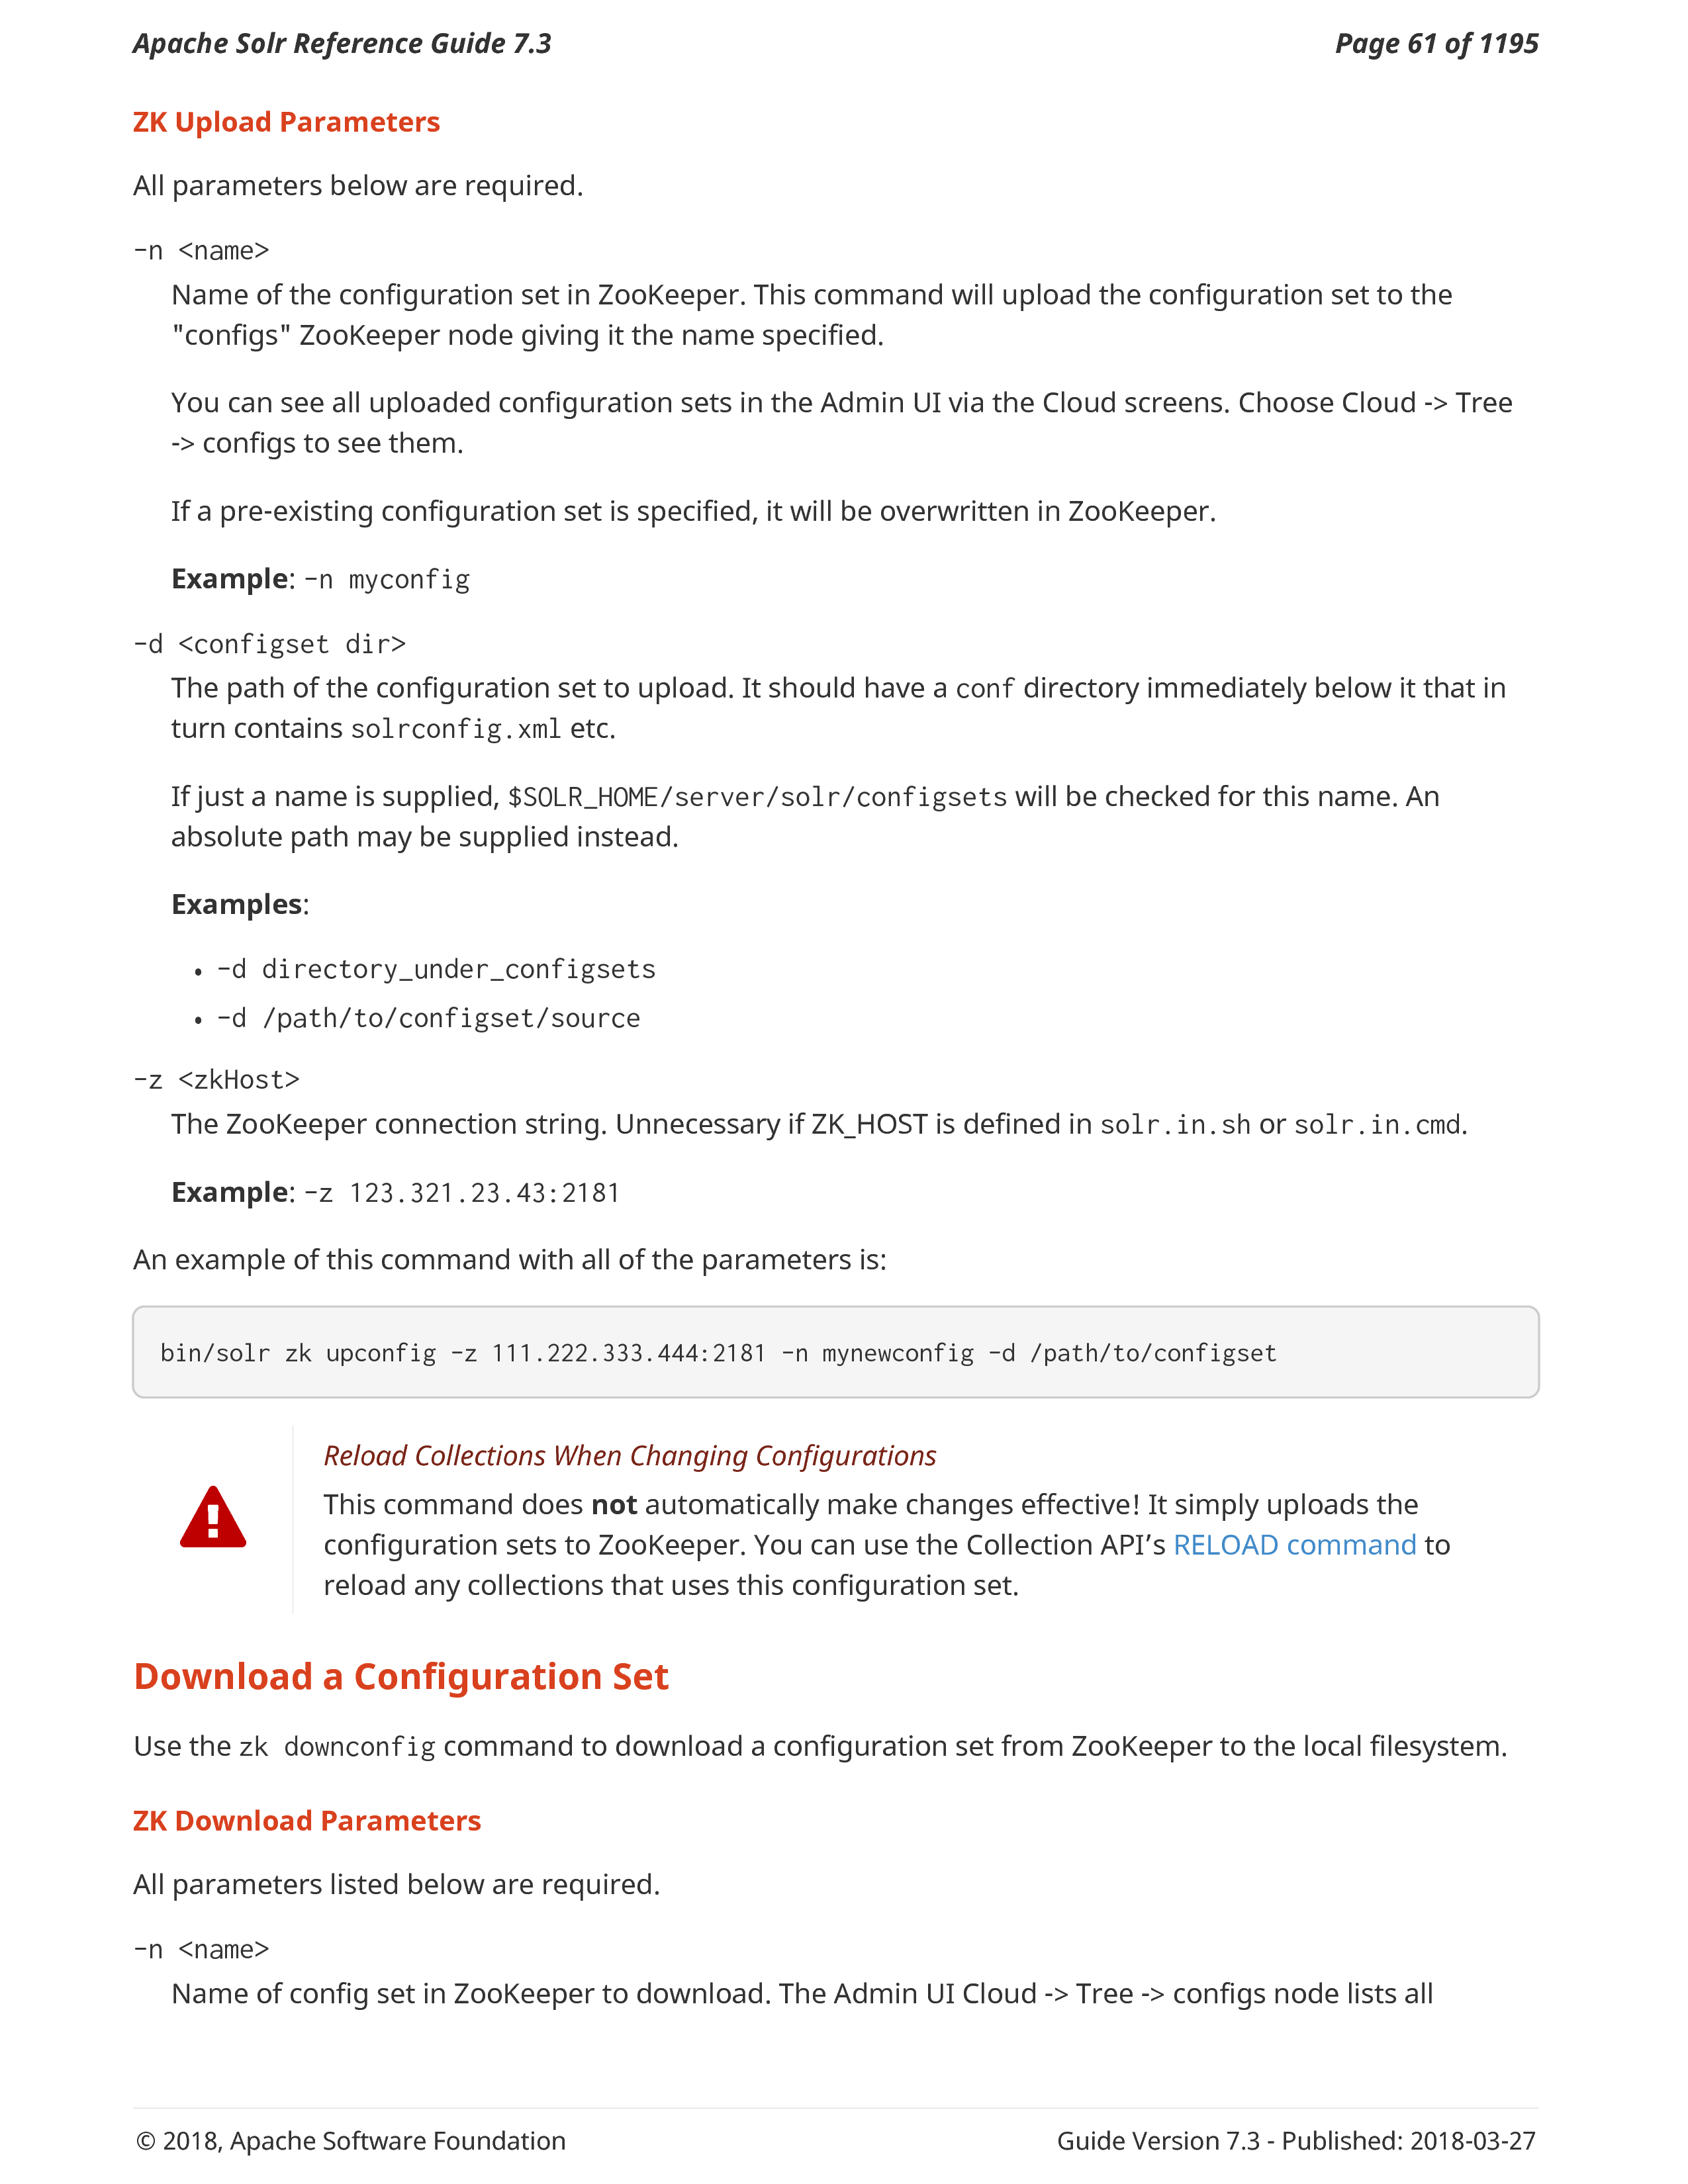 Apache Solr Reference Guide 7.3 Page 61 of 1195
ZK Upload Parameters
All parameters below are required.
-n <name>
Name of the configuration set in ZooKeeper. This command will upload the configuration set to the
"configs" ZooKeeper node giving it the name specified.
You can see all uploaded configuration sets in the Admin UI via the Cloud screens. Choose Cloud -> Tree
-> configs to see them.
If a pre-existing configuration set is specified, it will be overwritten in ZooKeeper.
Example: -n myconfig
-d <configset dir>
The path of the configuration set to upload. It should have a conf directory immediately below it that in
turn contains solrconfig.xml etc.
If just a name is supplied, $SOLR_HOME/server/solr/configsets will be checked for this name. An
absolute path may be supplied instead.
Examples:
• -d directory_under_configsets
• -d /path/to/configset/source
-z <zkHost>
The ZooKeeper connection string. Unnecessary if ZK_HOST is defined in solr.in.sh or solr.in.cmd.
Example: -z 123.321.23.43:2181
An example of this command with all of the parameters is:
bin/solr zk upconfig -z 111.222.333.444:2181 -n mynewconfig -d /path/to/configset
Reload Collections When Changing Configurations
This command does not automatically make changes effective! It simply uploads the
configuration sets to ZooKeeper. You can use the Collection API’s RELOAD command to
reload any collections that uses this configuration set.
Download a Configuration Set
Use the zk downconfig command to download a configuration set from ZooKeeper to the local filesystem.
ZK Download Parameters
All parameters listed below are required.
-n <name>
Name of config set in ZooKeeper to download. The Admin UI Cloud -> Tree -> configs node lists all
© 2018, Apache Software Foundation Guide Version 7.3 - Published: 2018-03-27